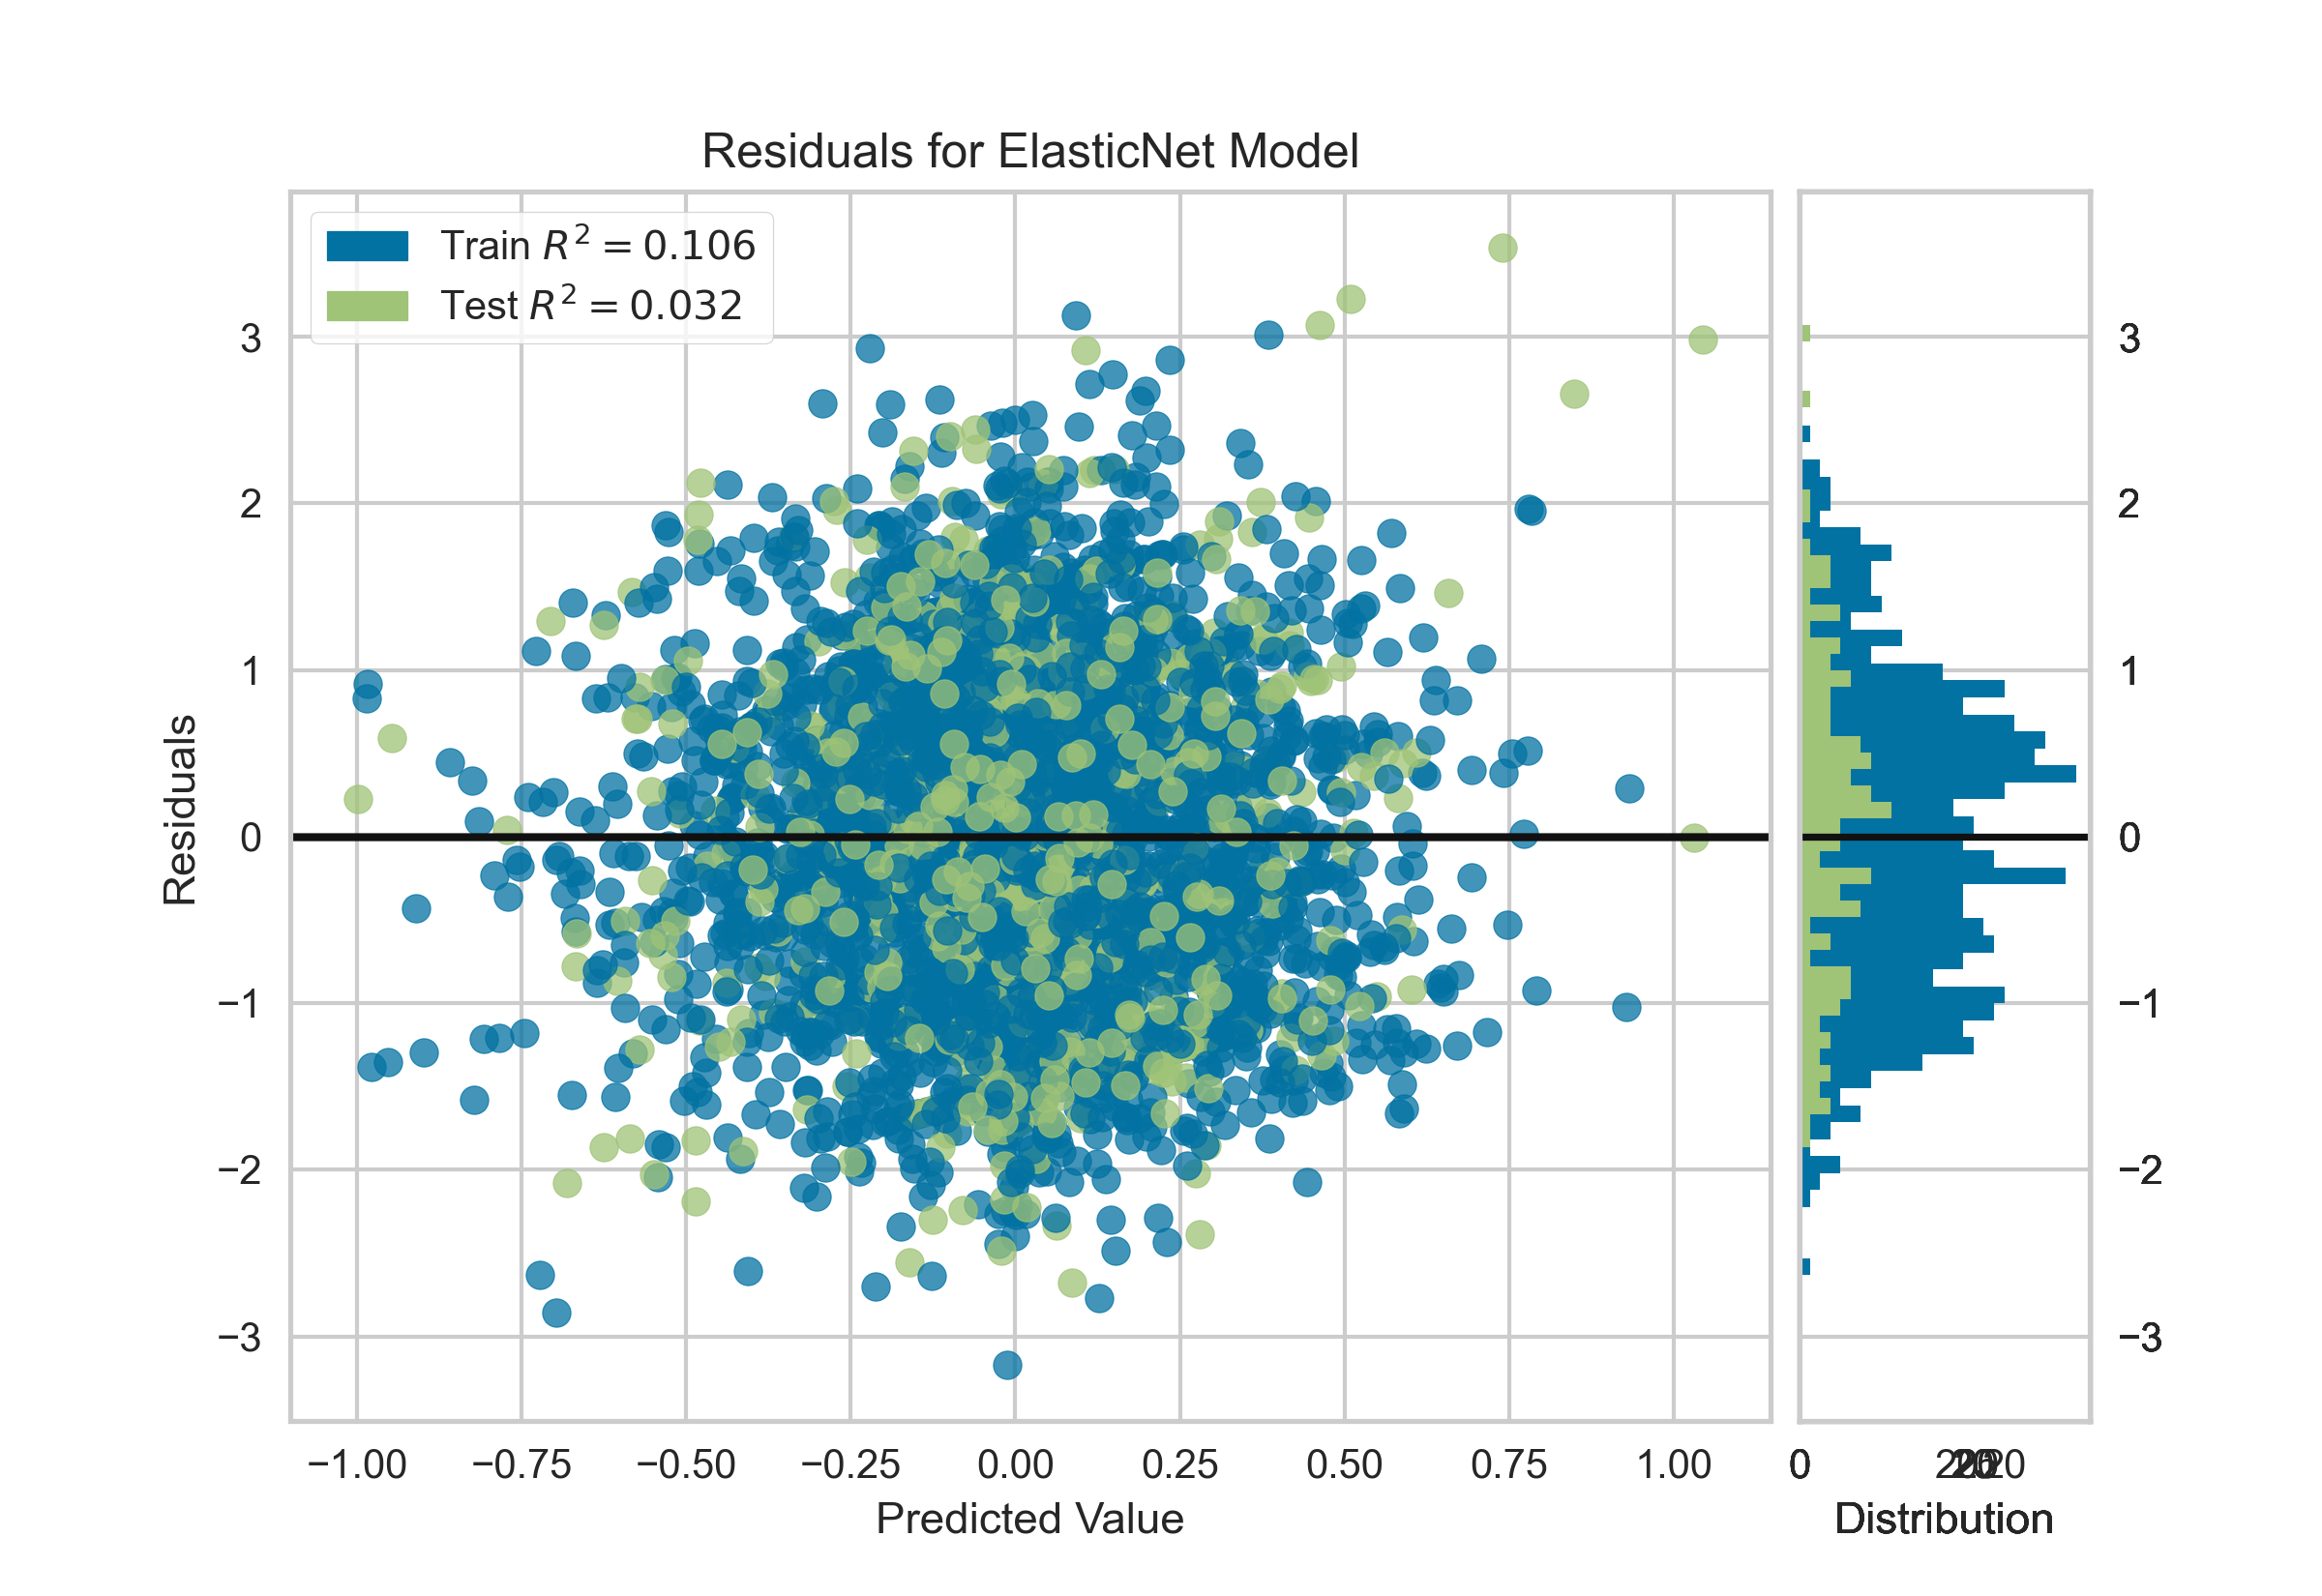 Residuals for ElasticNet Model
Train R² = 0.106
Test R² = 0.032
3
2
1
0
−1
−2
−3
Residuals
−1.00 −0.75 −0.50 −0.25 0.00 0.25 0.50 0.75 1.00
Predicted Value
3
2
1
0
−1
−2
−3
0
Distribution